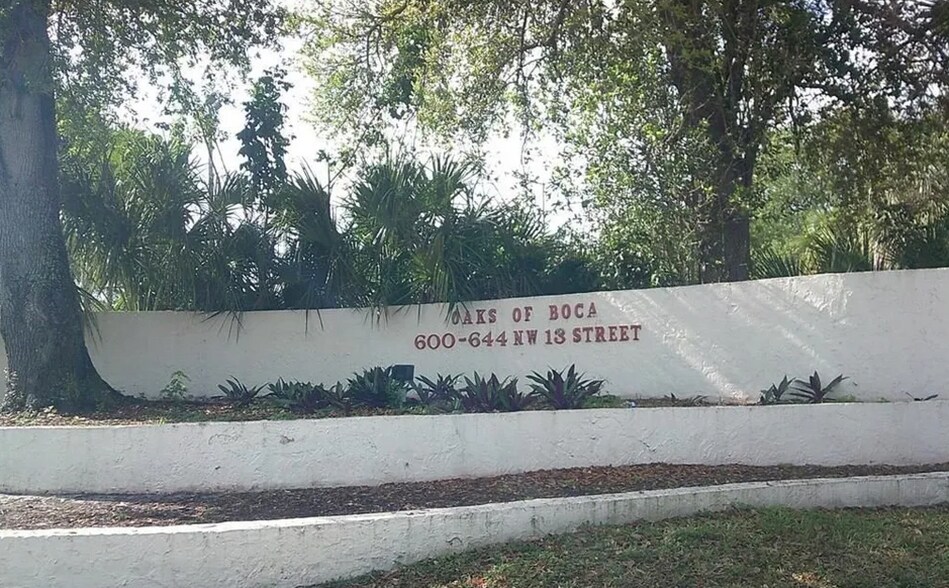 OAKS OF BOCA
600-644 NW 13 STREET